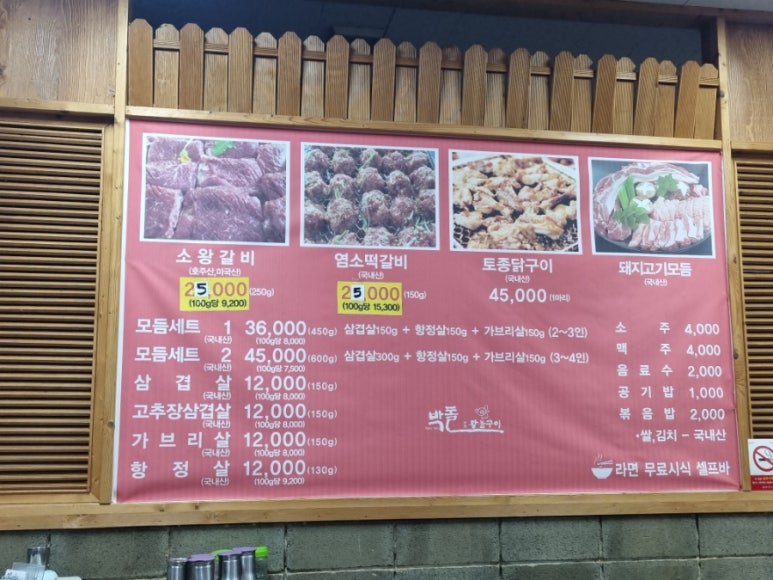 소왕갈비
(호주산,미국산)
25,000 (250g)
(100g당 9,200)
염소떡갈비
(국내산)
25,000 (150g)
(100g당 15,300)
토종닭구이
(국내산)
45,000 (1마리)
돼지고기모듬
(국내산)
모듬세트 1 36,000 (450g) 삼겹살150g + 항정살150g + 가브리살150g (2~3인)
(국내산) (100g당 8,000)
모듬세트 2 45,000 (600g) 삼겹살300g + 항정살150g + 가브리살150g (3~4인)
(국내산) (100g당 7,500)
삼겹살 12,000 (150g)
(국내산) (100g당 8,000)
고추장삼겹살 12,000 (150g)
(국내산) (100g당 8,000)
가브리살 12,000 (150g)
(국내산) (100g당 8,000)
항정살 12,000 (130g)
(국내산) (100g당 9,200)
박돌
구이
소주 4,000
맥주 4,000
음료수 2,000
공기밥 1,000
볶음밥 2,000
•쌀,김치 - 국내산
라면 무료시식 셀프바